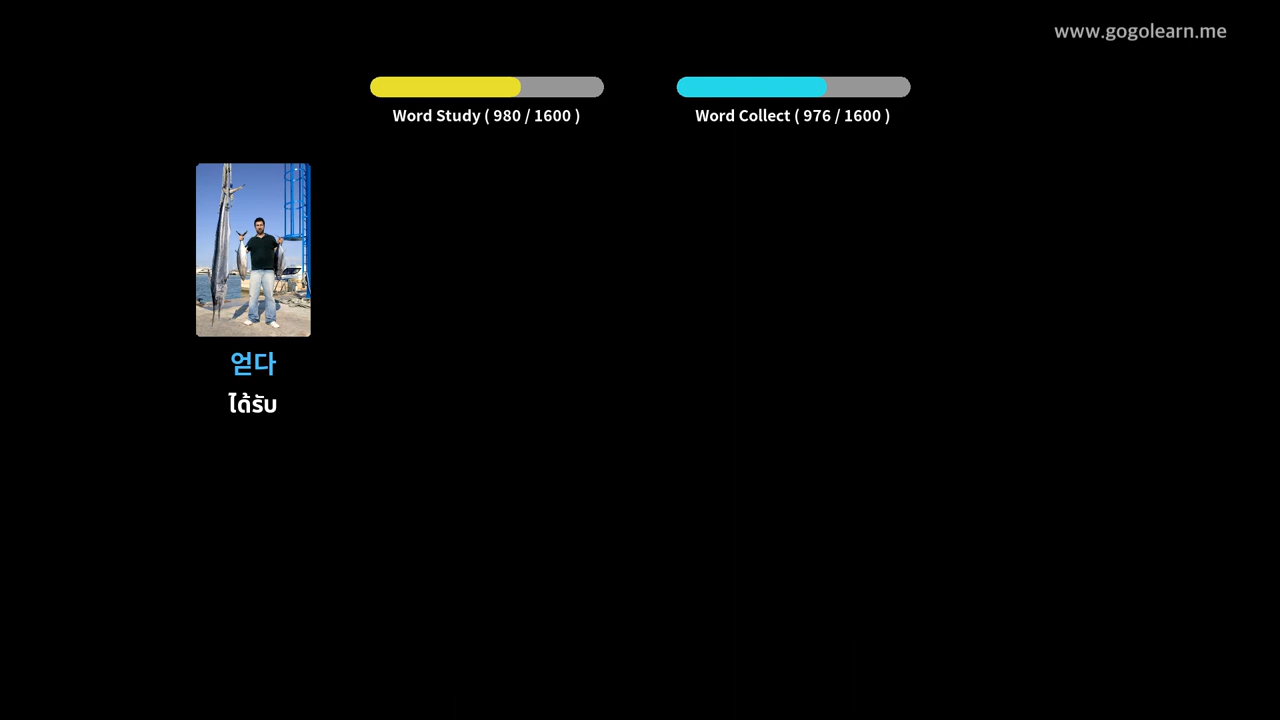 www.gogolearn.me
Word Study ( 980 / 1600 )
Word Collect ( 976 / 1600 )
얻다
ได้รับ